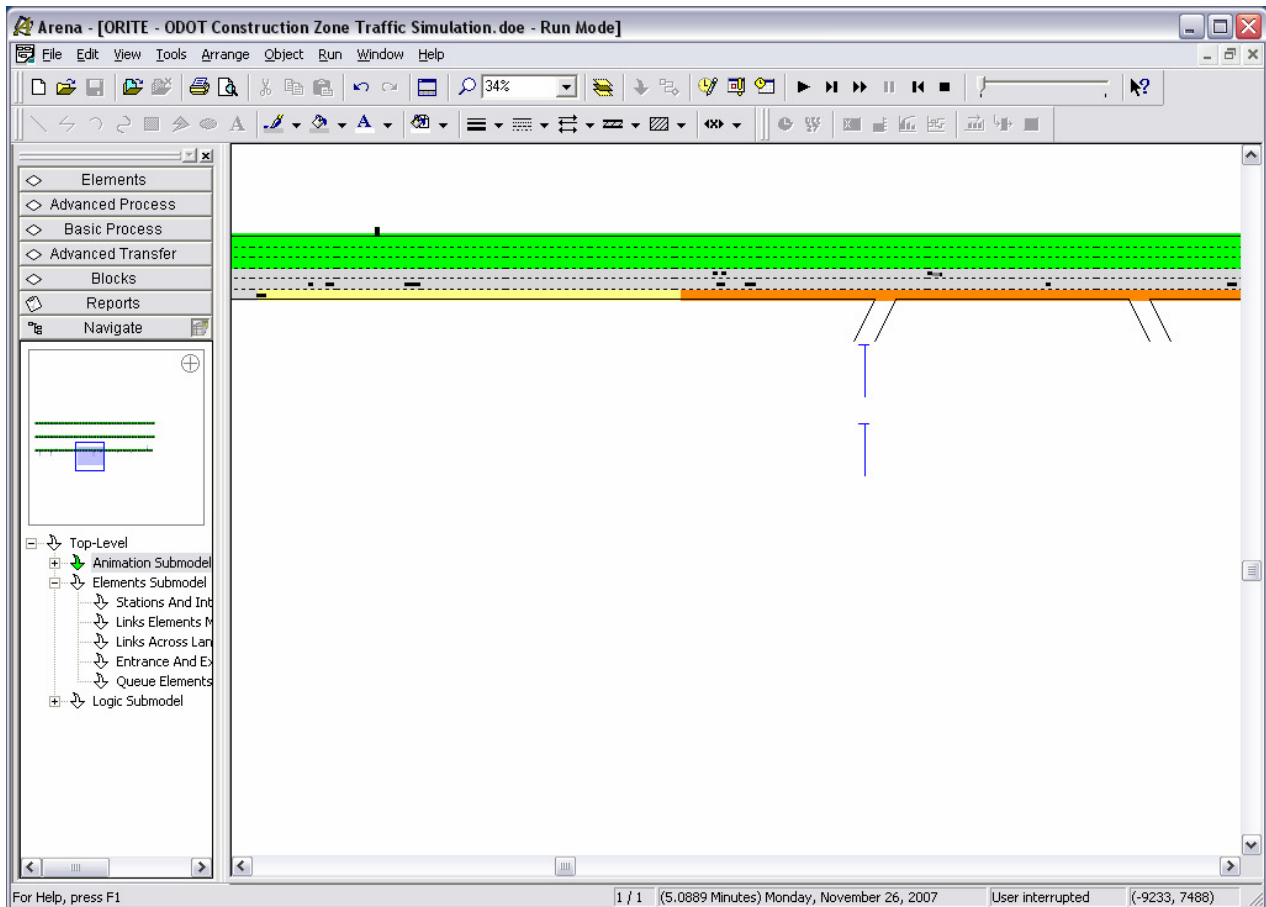 Arena - [ORITE - ODOT Construction Zone Traffic Simulation.doe - Run Mode]
File Edit View Tools Arrange Object Run Window Help
34%
A A
Elements
Advanced Process
Basic Process
Advanced Transfer
Blocks
Reports
Navigate
Top-Level
Animation Submodel
Elements Submodel
Stations And Int
Links Elements M
Links Across Lan
Entrance And Ex
Queue Elements
Logic Submodel
For Help, press F1 1 / 1 (5.0889 Minutes) Monday, November 26, 2007 User interrupted (-9233, 7488)